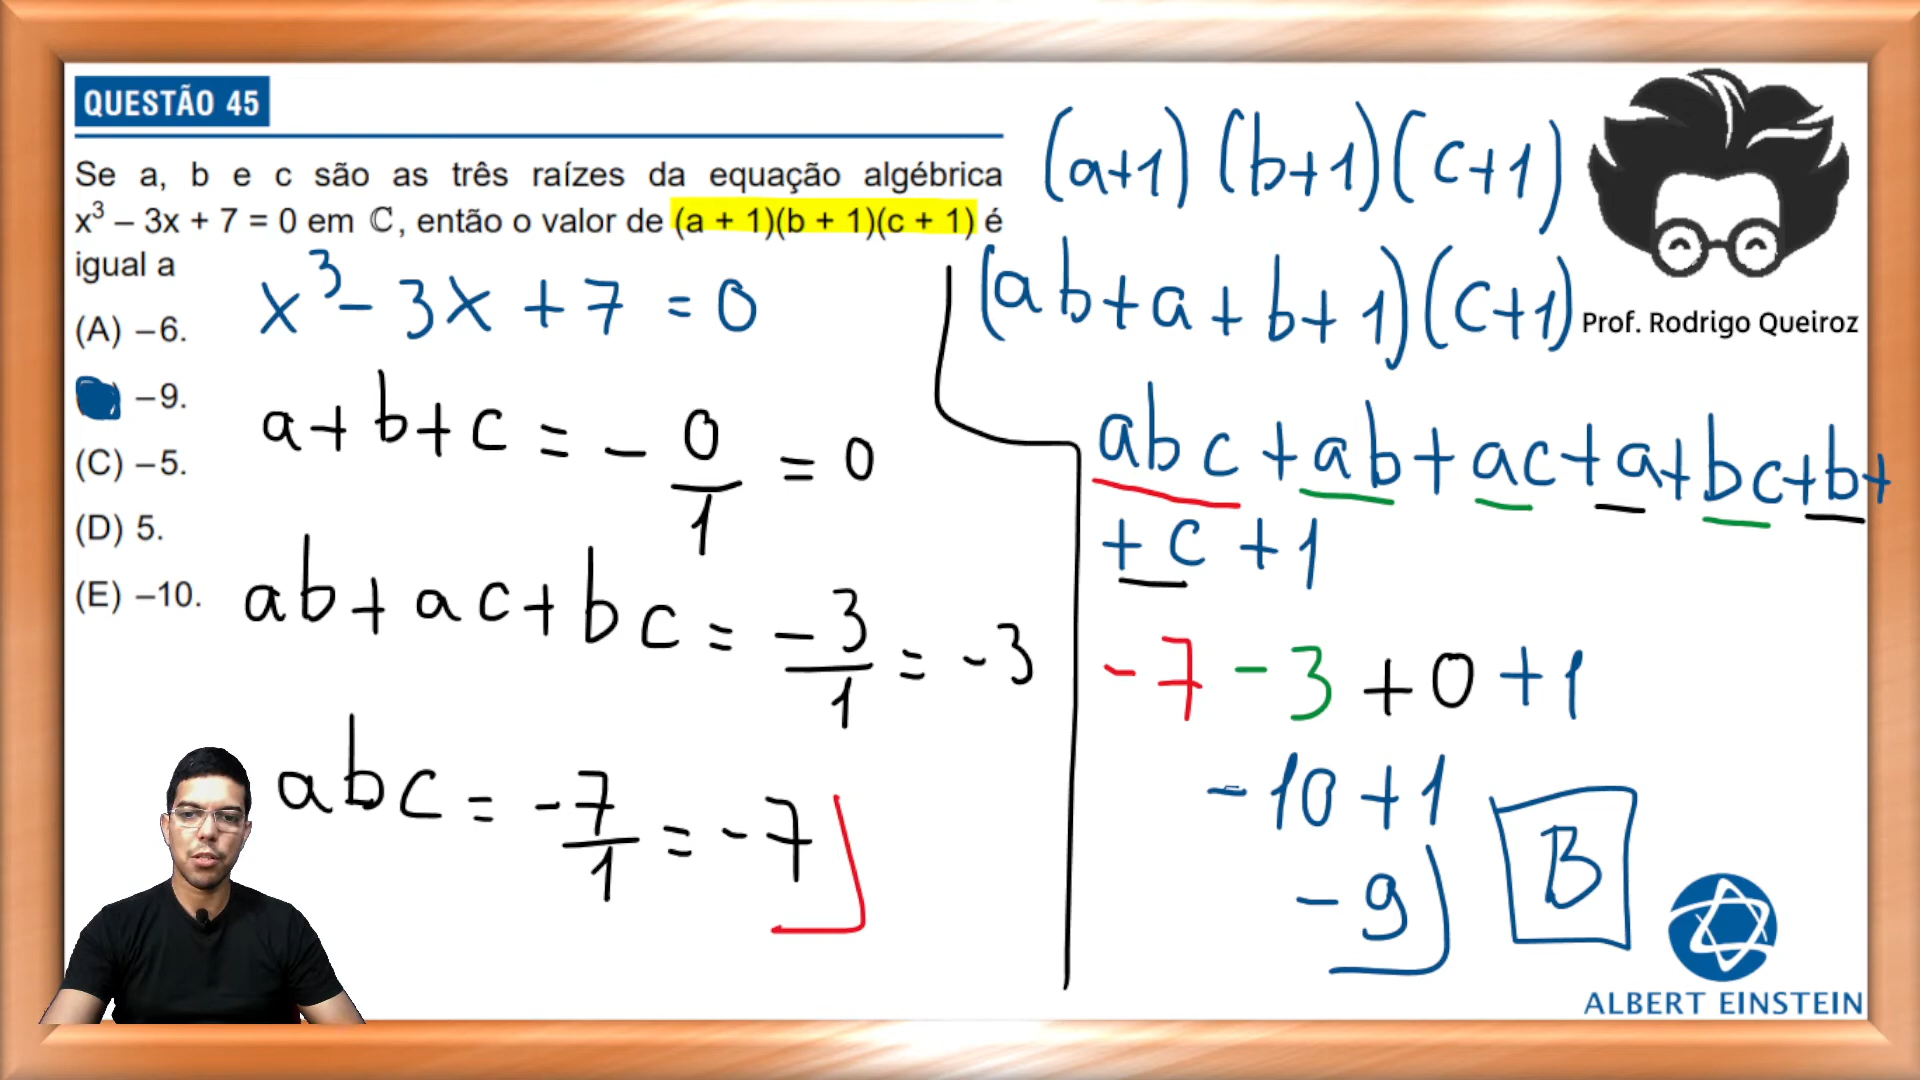 QUESTÃO 45
Se a, b e c são as três raízes da equação algébrica
x³ – 3x + 7 = 0 em ℂ, então o valor de (a + 1)(b + 1)(c + 1) é
igual a
(A) –6.
–9.
(C) –5.
(D) 5.
(E) –10.
x³ - 3x + 7 = 0
a+b+c = - 0/1 = 0
ab+ac+bc = -3/1 = -3
abc = -7/1 = -7
(a+1) (b+1) (c+1)
(ab+a+b+1)(c+1)
abc+ab+ac+a+bc+b+
+c+1
-7 -3 +0 +1
-10+1
-9
B
Prof. Rodrigo Queiroz
ALBERT EINSTEIN